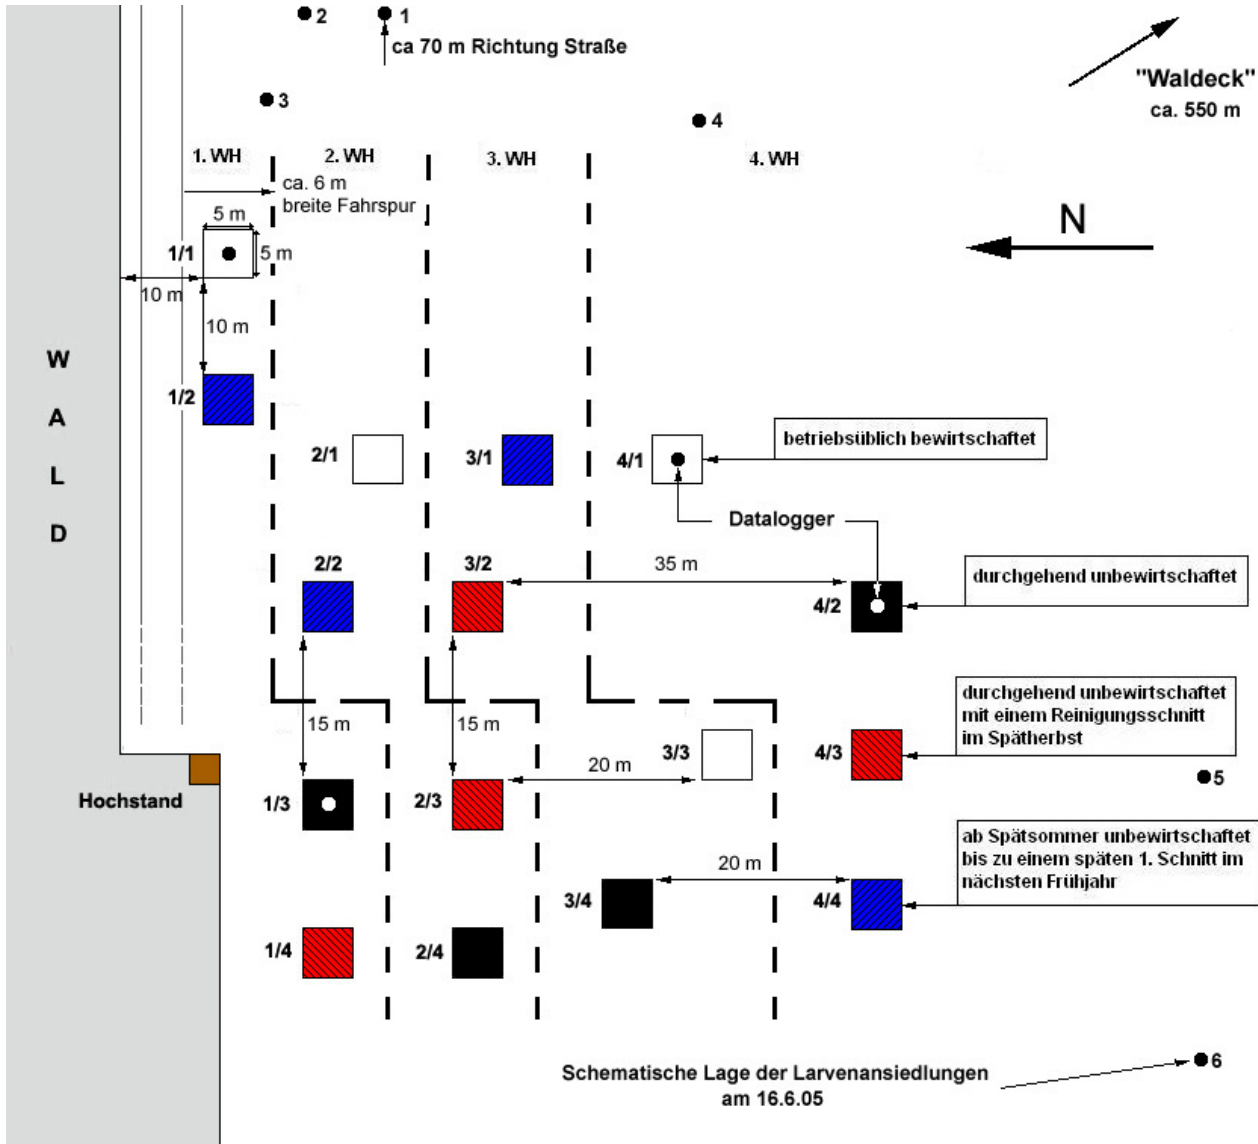 2
1
ca 70 m Richtung Straße
"Waldeck"
ca. 550 m
3
4
1. WH
2. WH
3. WH
4. WH
ca. 6 m
breite Fahrspur
5 m
N
1/1
5 m
10 m
10 m
W
A
L
D
1/2
betriebsüblich bewirtschaftet
2/1
3/1
4/1
Datalogger
2/2
3/2
35 m
durchgehend unbewirtschaftet
4/2
durchgehend unbewirtschaftet
mit einem Reinigungsschnitt
im Spätherbst
15 m
15 m
3/3
4/3
20 m
5
Hochstand
1/3
2/3
ab Spätsommer unbewirtschaftet
bis zu einem späten 1. Schnitt im
nächsten Frühjahr
20 m
3/4
4/4
1/4
2/4
Schematische Lage der Larvenansiedlungen
am 16.6.05
6